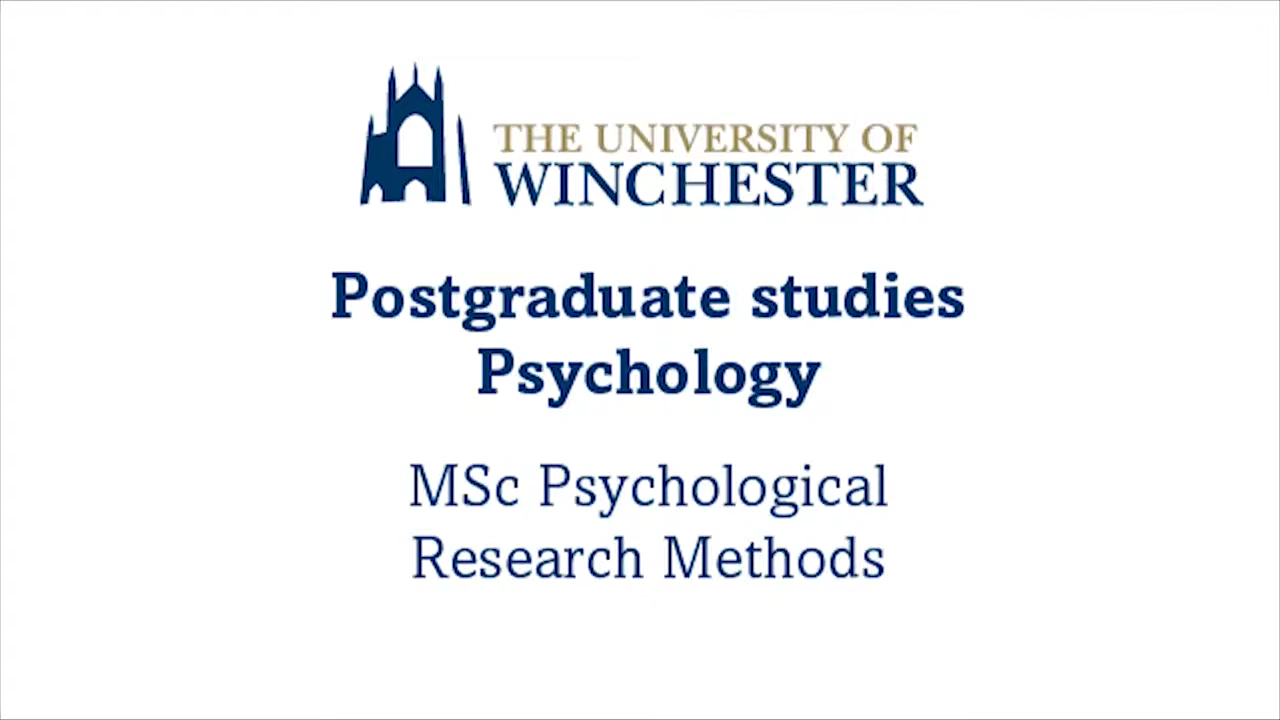 THE UNIVERSITY OF
WINCHESTER
Postgraduate studies
Psychology
MSc Psychological
Research Methods